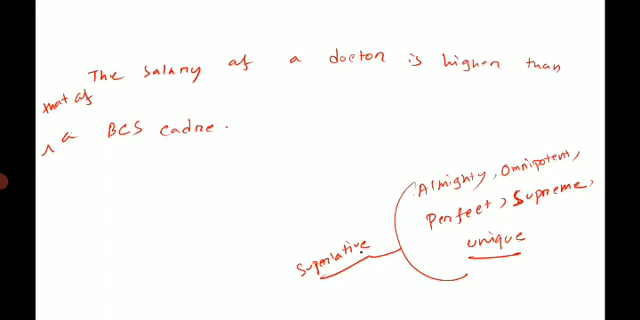 The salary of a doctor is higher than
that of
a BCS cadre.
Almighty, Omnipotent,
Perfect, Supreme,
unique
Superlative